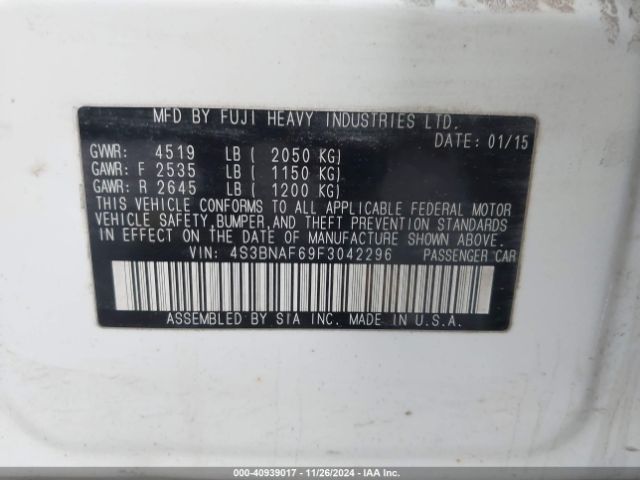 MFD BY FUJI HEAVY INDUSTRIES LTD.
DATE: 01/15
GVWR: 4519 LB ( 2050 KG)
GAWR: F 2535 LB ( 1150 KG)
GAWR: R 2645 LB ( 1200 KG)
THIS VEHICLE CONFORMS TO ALL APPLICABLE FEDERAL MOTOR
VEHICLE SAFETY,BUMPER,AND THEFT PREVENTION STANDARDS
IN EFFECT ON THE DATE OF MANUFACTURE SHOWN ABOVE.
VIN: 4S3BNAF69F3042296 PASSENGER CAR
ASSEMBLED BY SIA INC. MADE IN U.S.A.
000-40939017 - 11/26/2024 - IAA Inc.